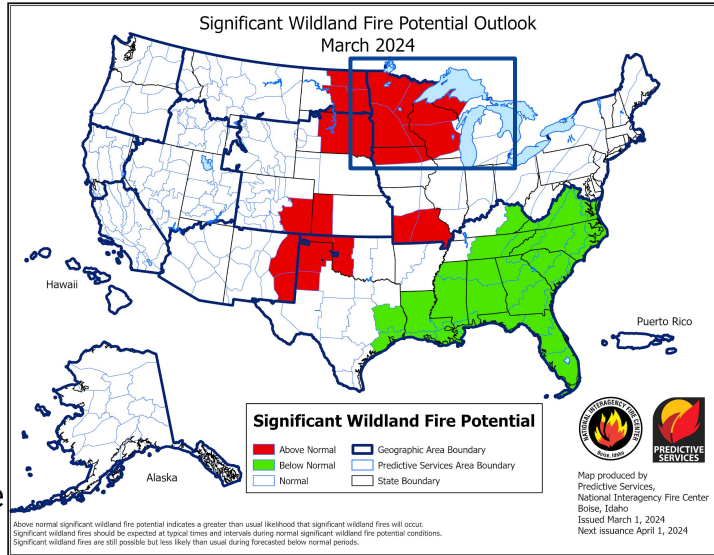 Significant Wildland Fire Potential Outlook
March 2024
Hawaii
Puerto Rico
Alaska
Significant Wildland Fire Potential
Above Normal
Geographic Area Boundary
Below Normal
Predictive Services Area Boundary
Normal
State Boundary
NATIONAL INTERAGENCY FIRE CENTER
Boise, Idaho
PREDICTIVE
SERVICES
Map produced by
Predictive Services,
National Interagency Fire Center
Boise, Idaho
Issued March 1, 2024
Next issuance April 1, 2024
Above normal significant wildland fire potential indicates a greater than usual likelihood that significant wildland fires will occur.
Significant wildland fires should be expected at typical times and intervals during normal significant wildland fire potential conditions.
Significant wildland fires are still possible but less likely than usual during forecasted below normal periods.